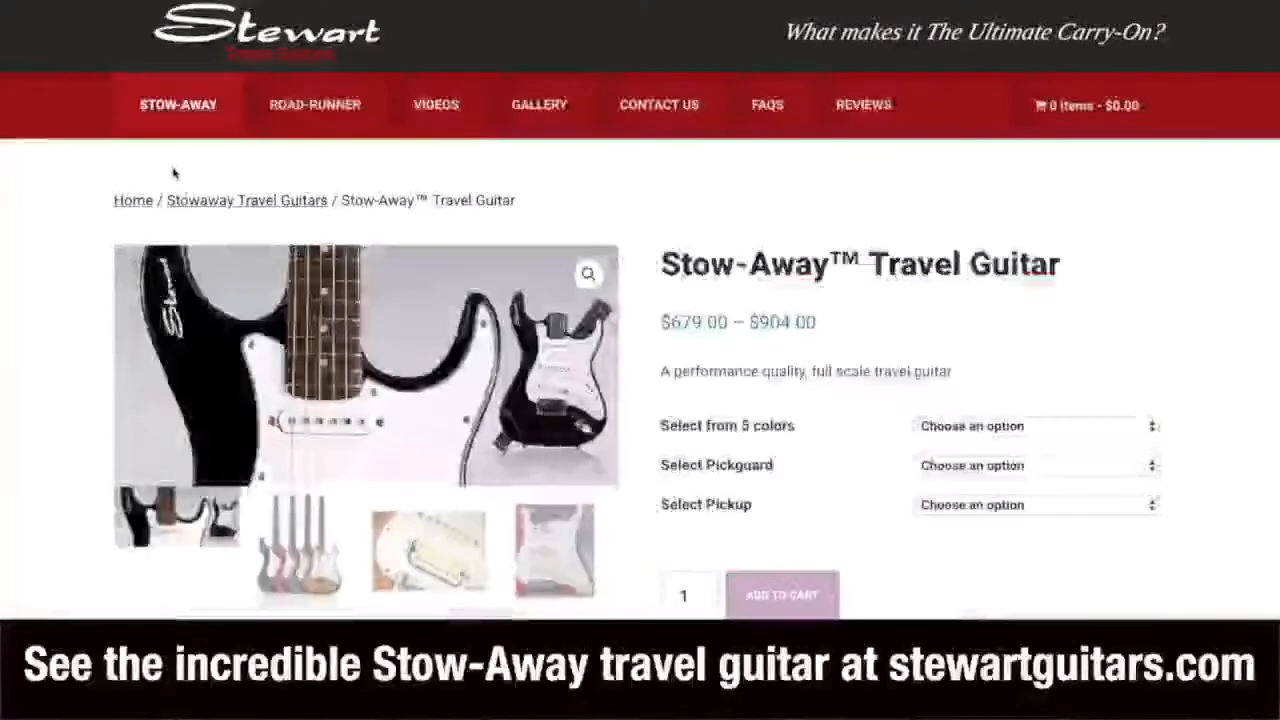 Stewart
Travel Guitars
What makes it The Ultimate Carry-On?
STOW-AWAY
ROAD-RUNNER
VIDEOS
GALLERY
CONTACT US
FAQS
REVIEWS
0 items - $0.00
Home / Stowaway Travel Guitars / Stow-Away™ Travel Guitar
Stewart
Stow-Away™ Travel Guitar
$679.00 – $904.00
A performance quality, full scale travel guitar
Select from 5 colors
Choose an option
Select Pickguard
Choose an option
Select Pickup
Choose an option
1
ADD TO CART
See the incredible Stow-Away travel guitar at stewartguitars.com